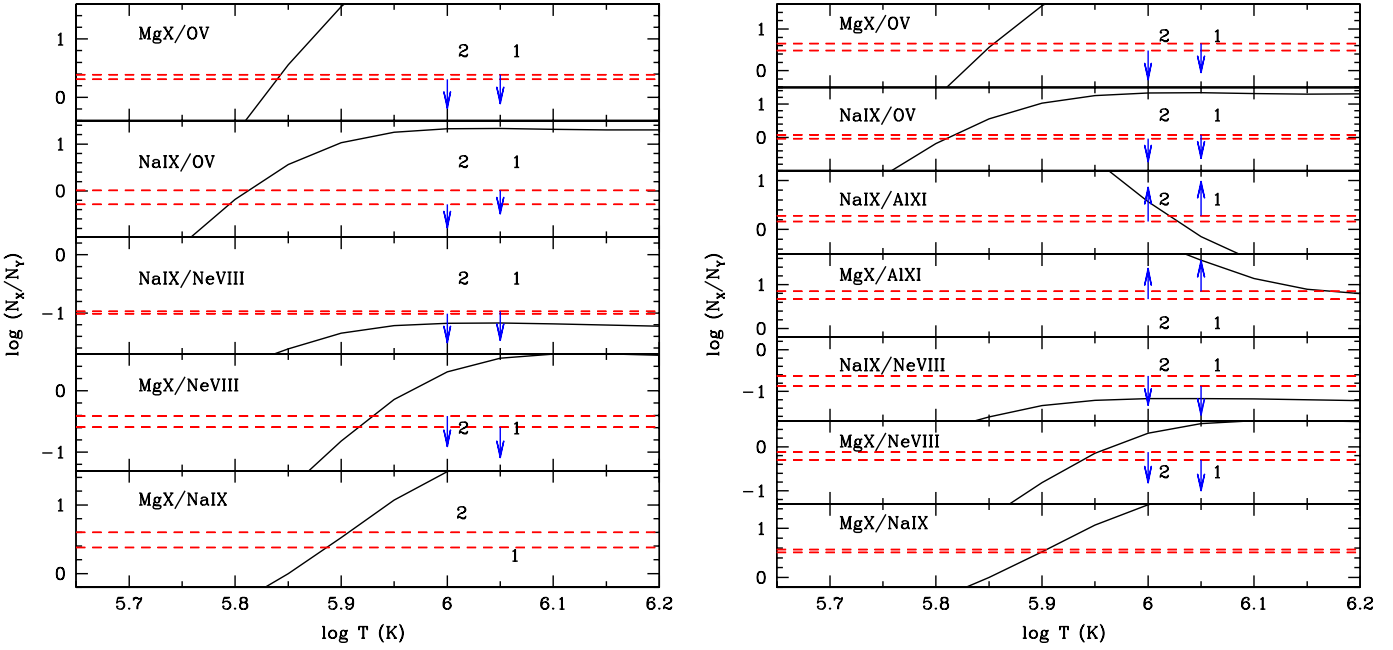 MgX/OV
2 1
1
0
NaIX/OV
2 1
1
0
NaIX/NeVIII
2 1
0
−1
MgX/NeVIII
2 1
0
−1
MgX/NaIX
2
1
1
0
5.7 5.8 5.9 6 6.1 6.2
log T (K)
log (N_X/N_Y)
MgX/OV
2 1
1
0
NaIX/OV
2 1
1
0
NaIX/AlXI
2 1
1
0
MgX/AlXI
2 1
1
0
NaIX/NeVIII
2 1
0
−1
MgX/NeVIII
2 1
0
−1
MgX/NaIX
1
0
5.7 5.8 5.9 6 6.1 6.2
log T (K)
log (N_X/N_Y)